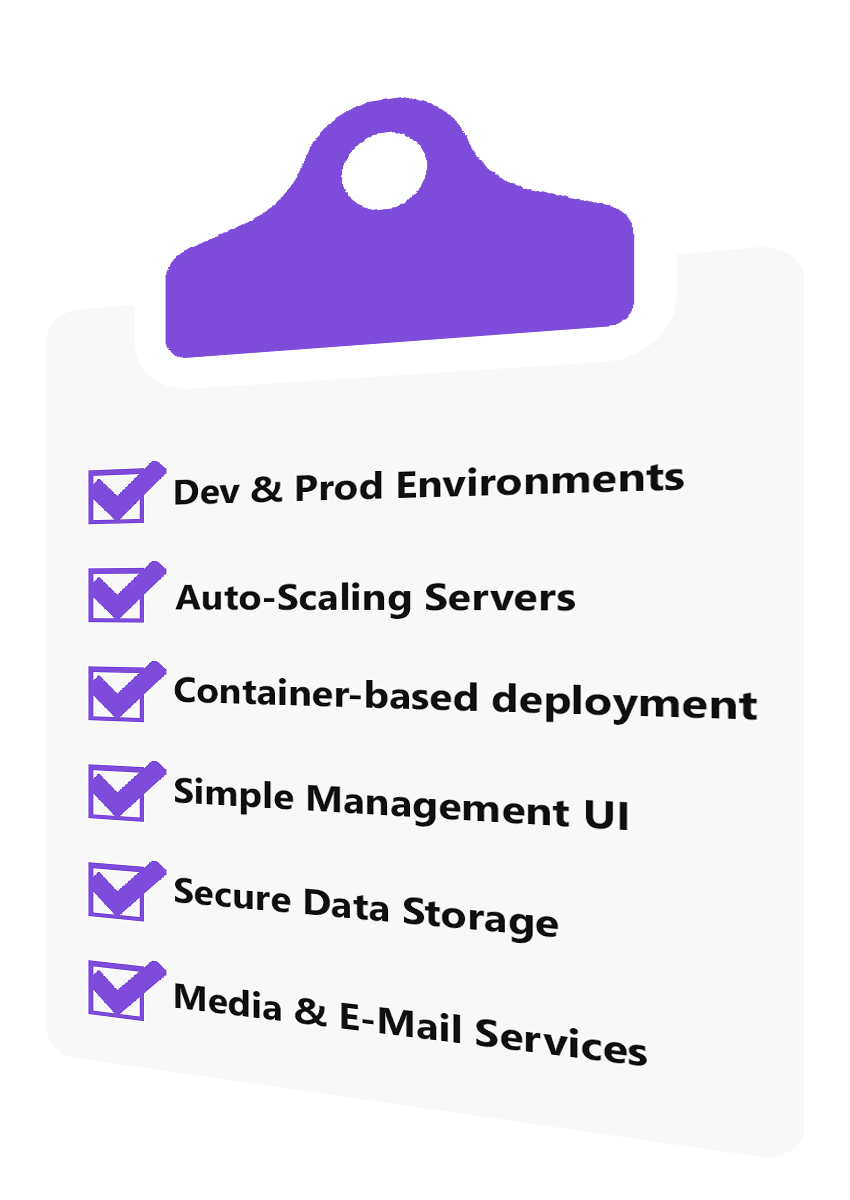 Dev & Prod Environments
Auto-Scaling Servers
Container-based deployment
Simple Management UI
Secure Data Storage
Media & E-Mail Services